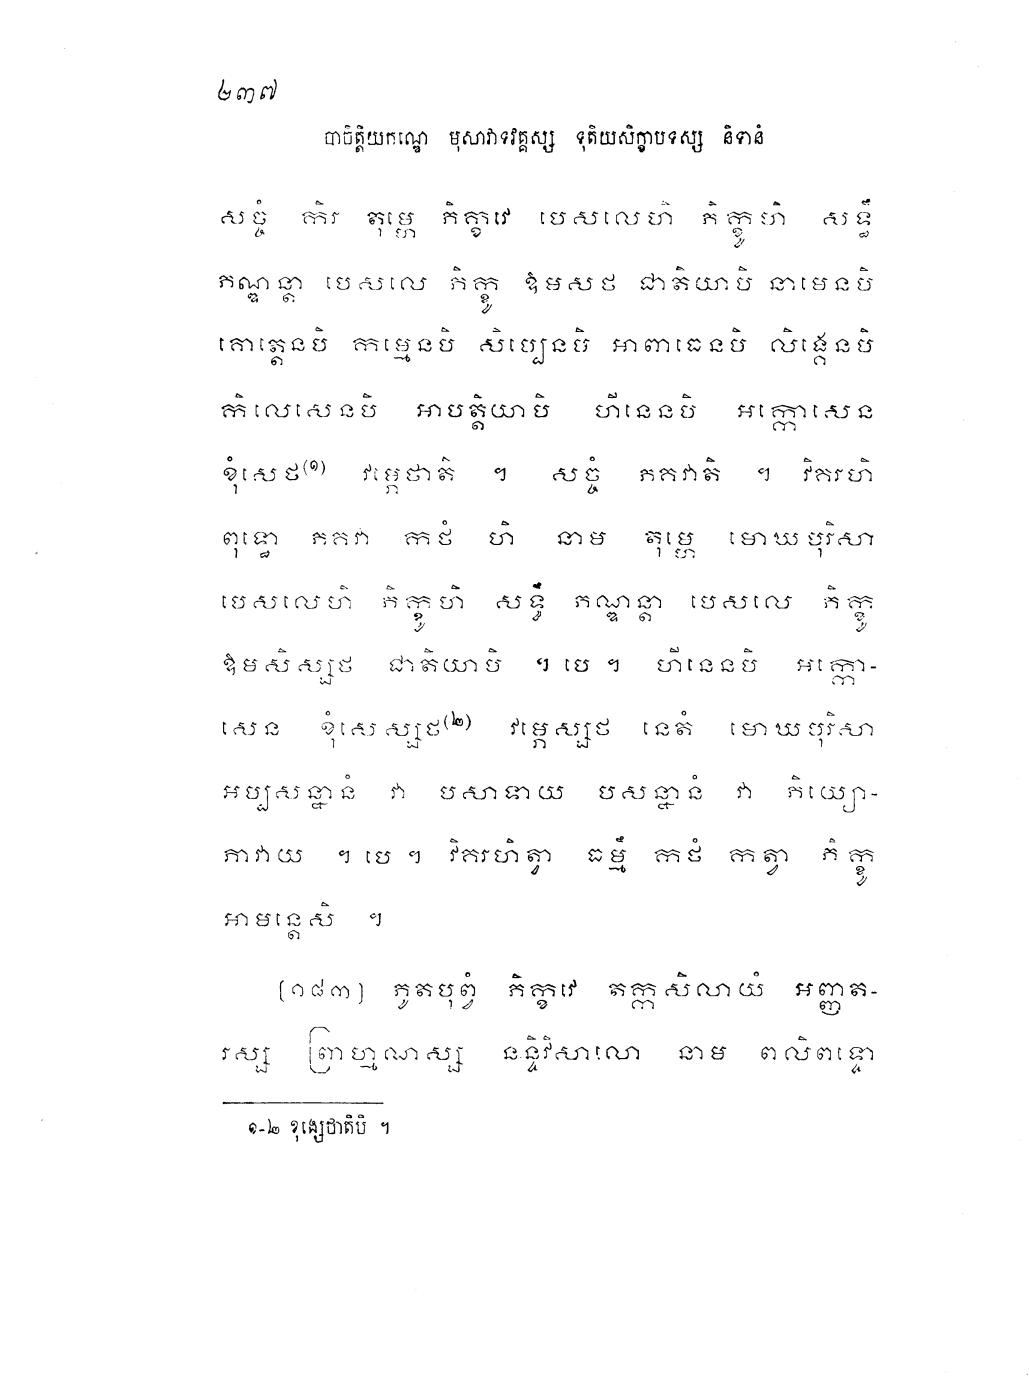 ២៣៧
បាចិត្តិយកណ្ឌេ មុសាវាទវគ្គស្ស ទុតិយសិក្ខាបទស្ស និទានំ
សច្ចំ កិរ តុម្ហេ ភិក្ខវេ បេសលេហិ ភិក្ខូហិ សទ្ធឹ
ភណ្ឌន្តា បេសលេ ភិក្ខូ ឱមសថ ជាតិយាបិ នាមេនបិ
គោត្តេនបិ កម្មេនបិ សិប្បេនបិ អាពាធេនបិ លិង្គេនបិ
កិលេសេនបិ អាបត្តិយាបិ ហីនេនបិ អក្កោសេន
ខុំសេថ(១) វម្ភេថាតិ ។ សច្ចំ ភគវាតិ ។ វិគរហិ
ពុទ្ធោ ភគវា កថំ ហិ នាម តុម្ហេ មោឃបុរិសា
បេសលេហិ ភិក្ខូហិ សទ្ធឹ ភណ្ឌន្តា បេសលេ ភិក្ខូ
ឱមសិស្សថ ជាតិយាបិ ។ បេ ។ ហីនេនបិ អក្កោ-
សេន ខុំសេស្សថ(២) វម្ភេស្សថ នេតំ មោឃបុរិសា
អប្បសន្នានំ វា បសាទាយ បសន្នានំ វា ភិយ្យោ-
ភាវាយ ។ បេ ។ វិគរហិត្វា ធម្មឹ កថំ កត្វា ភិក្ខូ
អាមន្តេសិ ។
[១៨៣] ភូតបុព្វំ ភិក្ខវេ តក្កសិលាយំ អញ្ញត-
រស្ស ព្រាហ្មណស្ស នន្ទិវិសាលោ នាម ពលិពទ្ទោ
១-២ ខុង្សេថាតិបិ ។